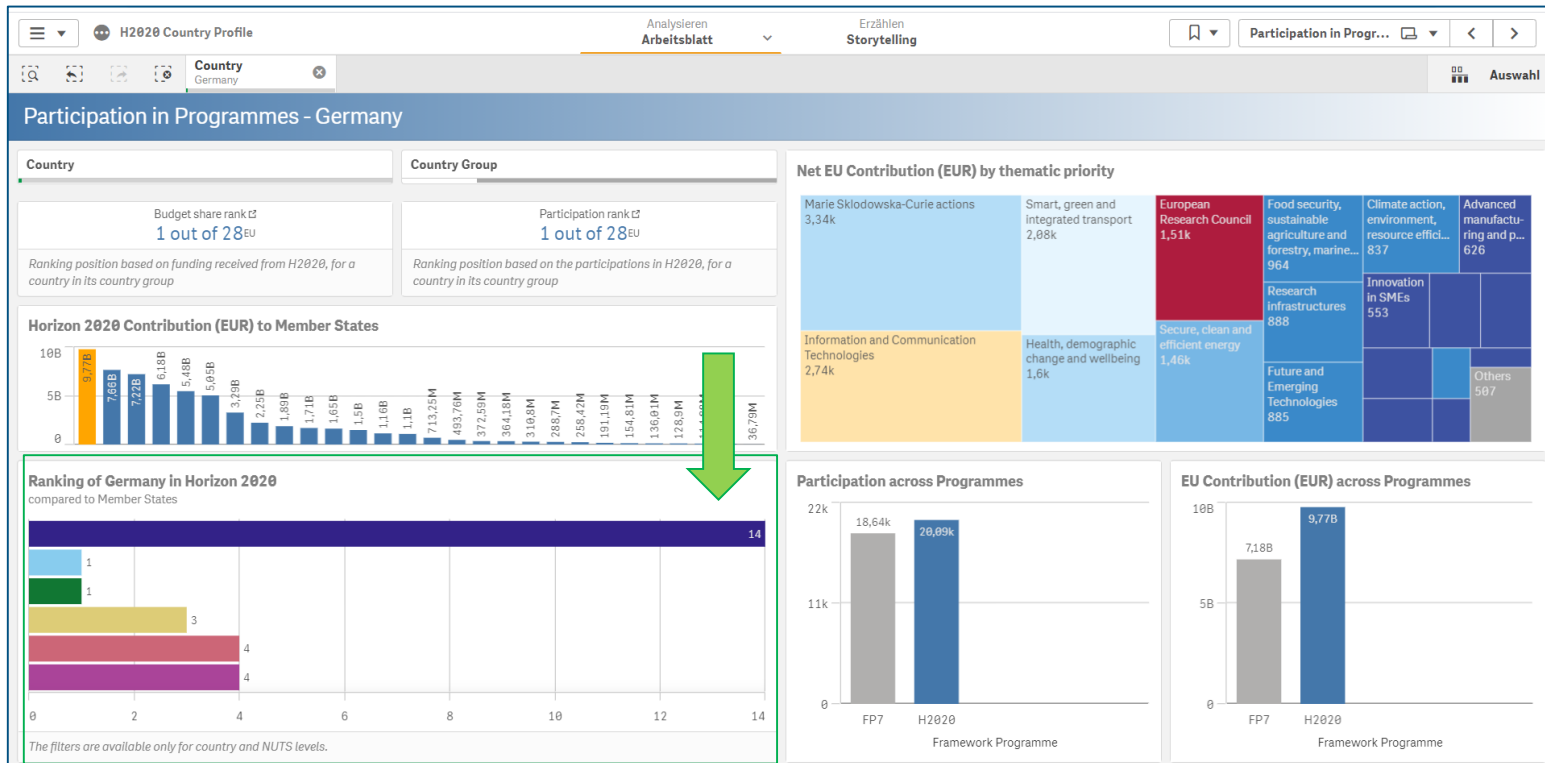 H2020 Country Profile
Analysieren
Arbeitsblatt
Erzählen
Storytelling
Participation in Progr...
Country
Germany
Auswahl
Participation in Programmes - Germany
Country
Country Group
Budget share rank
1 out of 28EU
Ranking position based on funding received from H2020, for a
country in its country group
Participation rank
1 out of 28EU
Ranking position based on the participations in H2020, for a
country in its country group
Net EU Contribution (EUR) by thematic priority
Marie Sklodowska-Curie actions
3,34k
Information and Communication
Technologies
2,74k
Smart, green and
integrated transport
2,08k
Health, demographic
change and wellbeing
1,6k
European
Research Council
1,51k
Secure, clean and
efficient energy
1,46k
Food security,
sustainable
agriculture and
forestry, marine...
964
Research
infrastructures
888
Future and
Emerging
Technologies
885
Climate action,
environment,
resource effici...
837
Advanced
manufactu-
ring and p...
626
Innovation
in SMEs
553
Others
507
Horizon 2020 Contribution (EUR) to Member States
10B
5B
0
9,77B
7,66B
7,22B
6,18B
5,48B
5,05B
3,29B
2,25B
1,89B
1,71B
1,65B
1,5B
1,16B
1,1B
713,25M
493,76M
372,59M
364,18M
310,8M
288,7M
258,42M
191,19M
154,81M
136,01M
128,9M
36,79M
Ranking of Germany in Horizon 2020
compared to Member States
14
1
1
3
4
4
0 2 4 6 8 10 12 14
The filters are available only for country and NUTS levels.
Participation across Programmes
22k
11k
0
18,64k
20,09k
FP7 H2020
Framework Programme
EU Contribution (EUR) across Programmes
10B
5B
0
7,18B
9,77B
FP7 H2020
Framework Programme